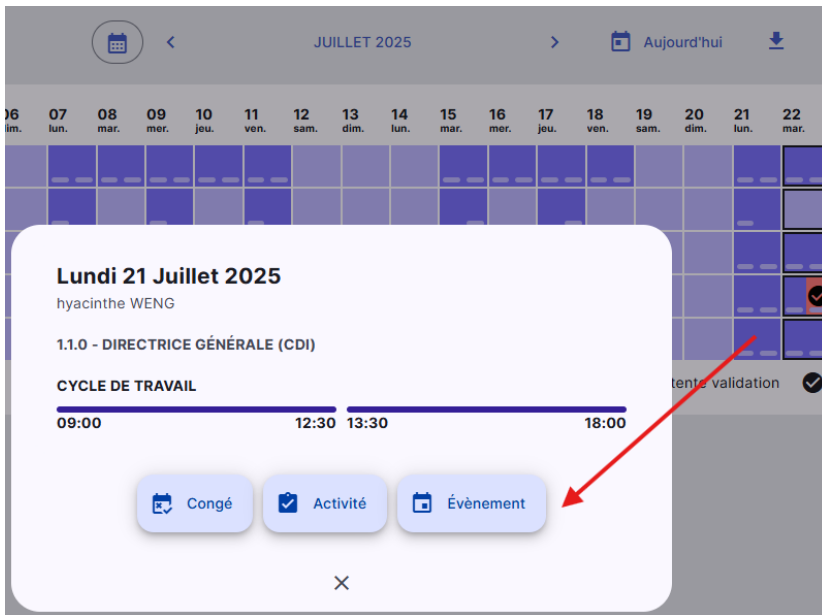 JUILLET 2025 Aujourd'hui
06 07 08 09 10 11 12 13 14 15 16 17 18 19 20 21 22
dim. lun. mar. mer. jeu. ven. sam. dim. lun. mar. mer. jeu. ven. sam. dim. lun. mar.
Lundi 21 Juillet 2025
hyacinthe WENG
1.1.0 - DIRECTRICE GÉNÉRALE (CDI)
tente validation
CYCLE DE TRAVAIL
09:00 12:30 13:30 18:00
Congé Activité Évènement